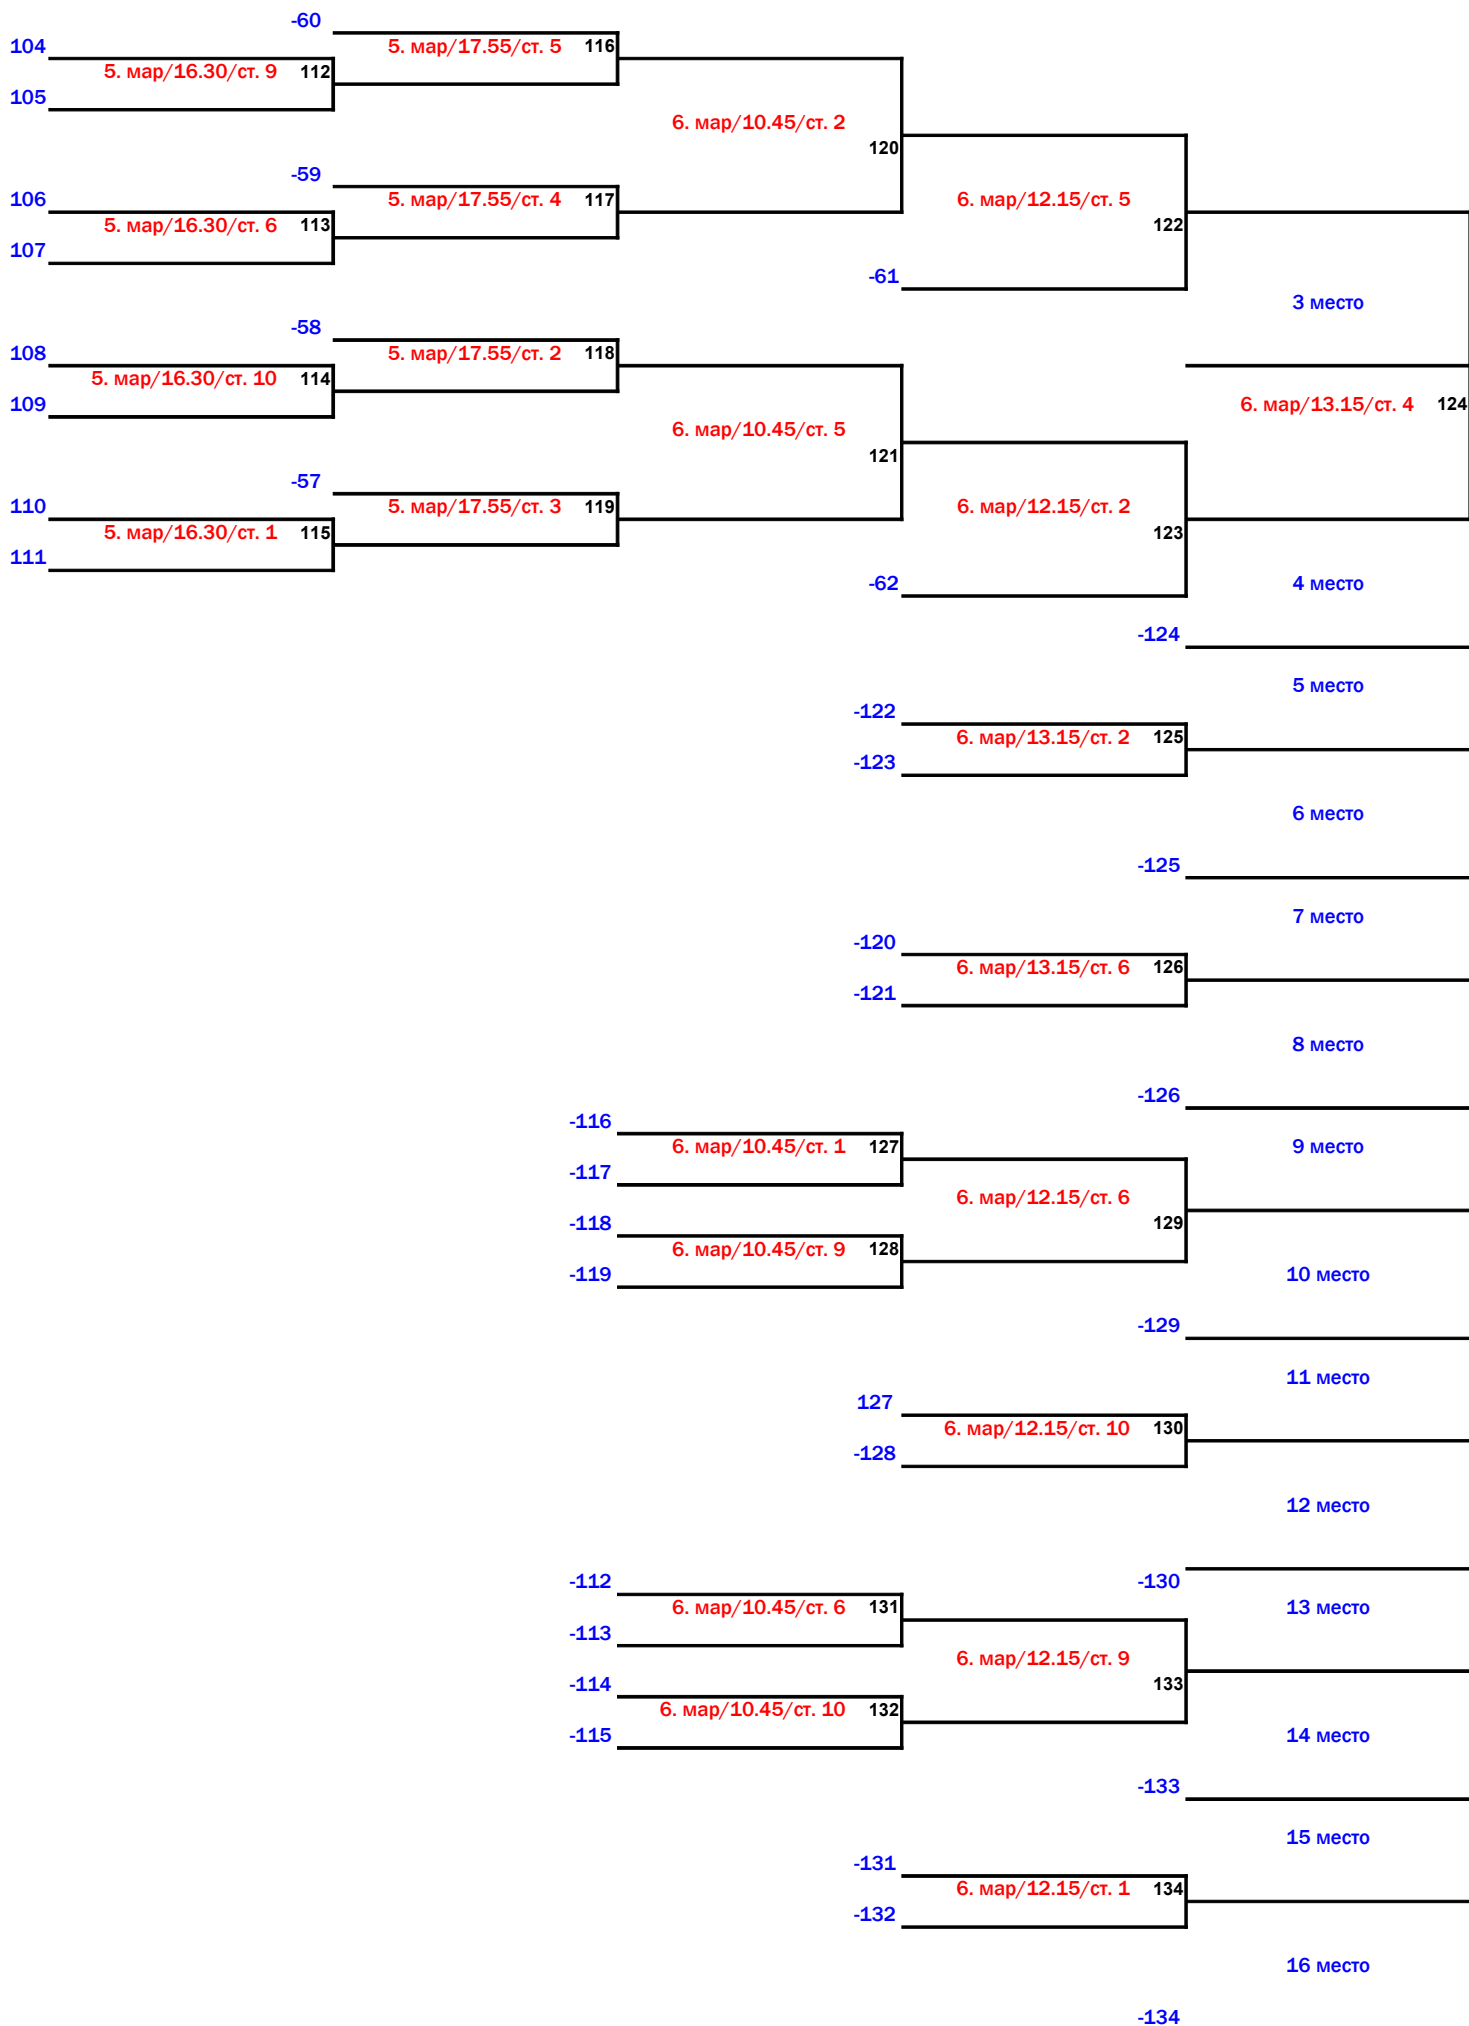 -60
104
5. мар/17.55/ст. 5 116
5. мар/16.30/ст. 9 112
105
6. мар/10.45/ст. 2
120
-59
106
5. мар/17.55/ст. 4 117
6. мар/12.15/ст. 5
5. мар/16.30/ст. 6 113
122
107
-61
3 место
-58
108
5. мар/17.55/ст. 2 118
5. мар/16.30/ст. 10 114
109
6. мар/13.15/ст. 4 124
6. мар/10.45/ст. 5
121
-57
110
5. мар/17.55/ст. 3 119
6. мар/12.15/ст. 2
5. мар/16.30/ст. 1 115
123
111
-62
4 место
-124
5 место
-122
6. мар/13.15/ст. 2 125
-123
6 место
-125
7 место
-120
6. мар/13.15/ст. 6 126
-121
8 место
-126
-116
6. мар/10.45/ст. 1 127
9 место
-117
6. мар/12.15/ст. 6
-118
129
6. мар/10.45/ст. 9 128
-119
10 место
-129
11 место
127
6. мар/12.15/ст. 10 130
-128
12 место
-112
-130
6. мар/10.45/ст. 6 131
13 место
-113
6. мар/12.15/ст. 9
-114
133
6. мар/10.45/ст. 10 132
-115
14 место
-133
15 место
-131
6. мар/12.15/ст. 1 134
-132
16 место
-134